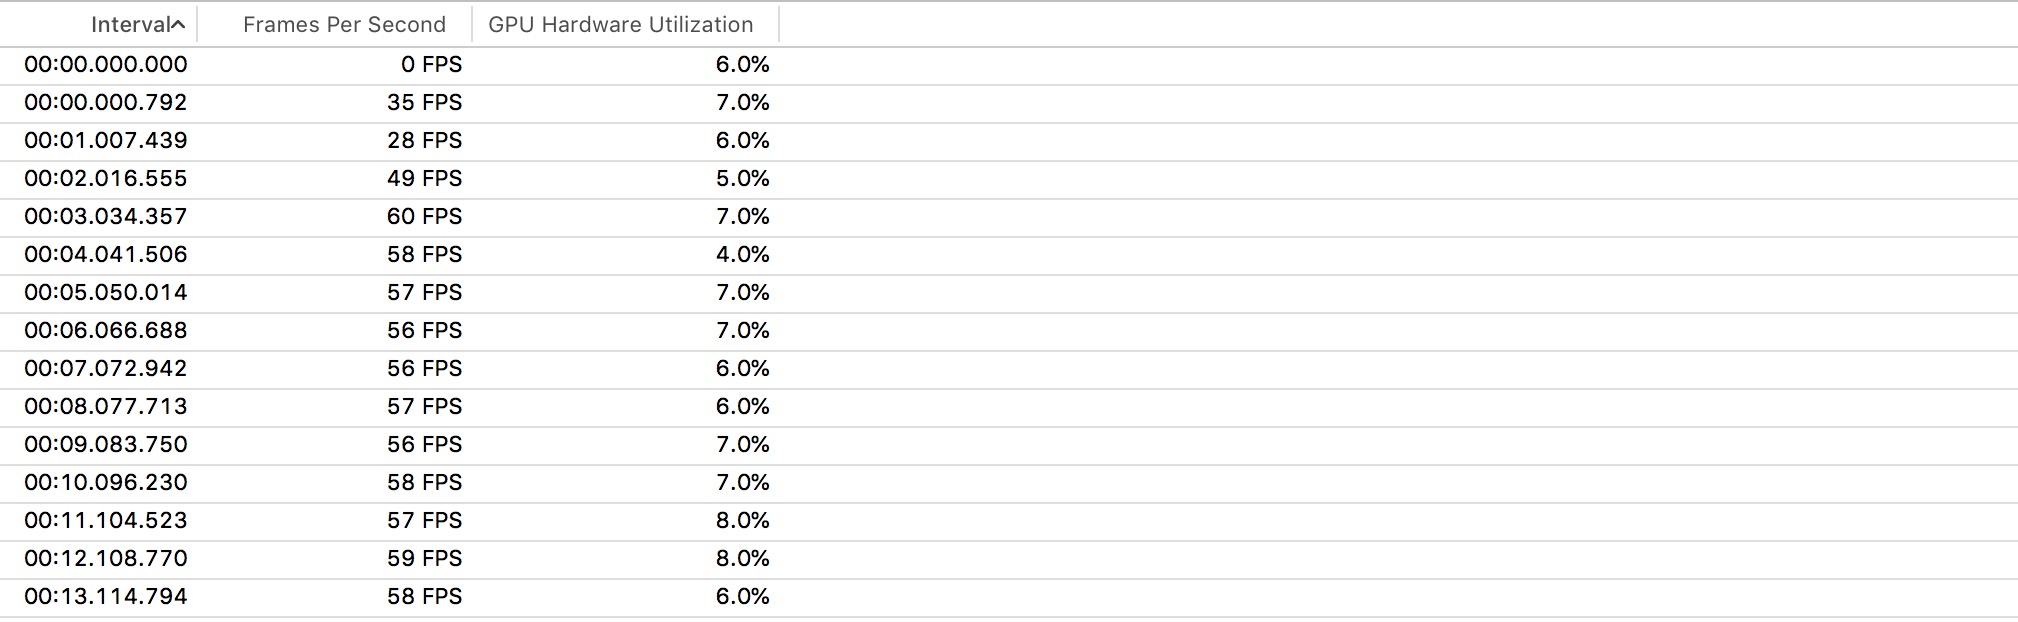 Interval Frames Per Second GPU Hardware Utilization
00:00.000.000 0 FPS 6.0%
00:00.000.792 35 FPS 7.0%
00:01.007.439 28 FPS 6.0%
00:02.016.555 49 FPS 5.0%
00:03.034.357 60 FPS 7.0%
00:04.041.506 58 FPS 4.0%
00:05.050.014 57 FPS 7.0%
00:06.066.688 56 FPS 7.0%
00:07.072.942 56 FPS 6.0%
00:08.077.713 57 FPS 6.0%
00:09.083.750 56 FPS 7.0%
00:10.096.230 58 FPS 7.0%
00:11.104.523 57 FPS 8.0%
00:12.108.770 59 FPS 8.0%
00:13.114.794 58 FPS 6.0%